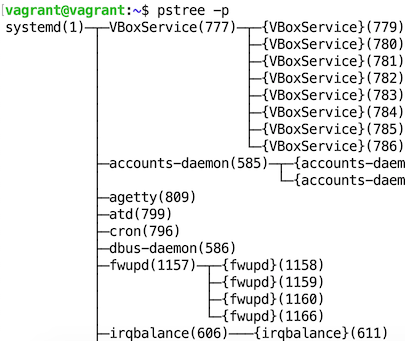 [vagrant@vagrant:~$ pstree -p
systemd(1)─┬─VBoxService(777)─┬─{VBoxService}(779)
├─{VBoxService}(780)
├─{VBoxService}(781)
├─{VBoxService}(782)
├─{VBoxService}(783)
├─{VBoxService}(784)
├─{VBoxService}(785)
└─{VBoxService}(786)
├─accounts-daemon(585)─┬─{accounts-daem
└─{accounts-daem
├─agetty(809)
├─atd(799)
├─cron(796)
├─dbus-daemon(586)
├─fwupd(1157)─┬─{fwupd}(1158)
├─{fwupd}(1159)
├─{fwupd}(1160)
└─{fwupd}(1166)
├─irqbalance(606)───{irqbalance}(611)